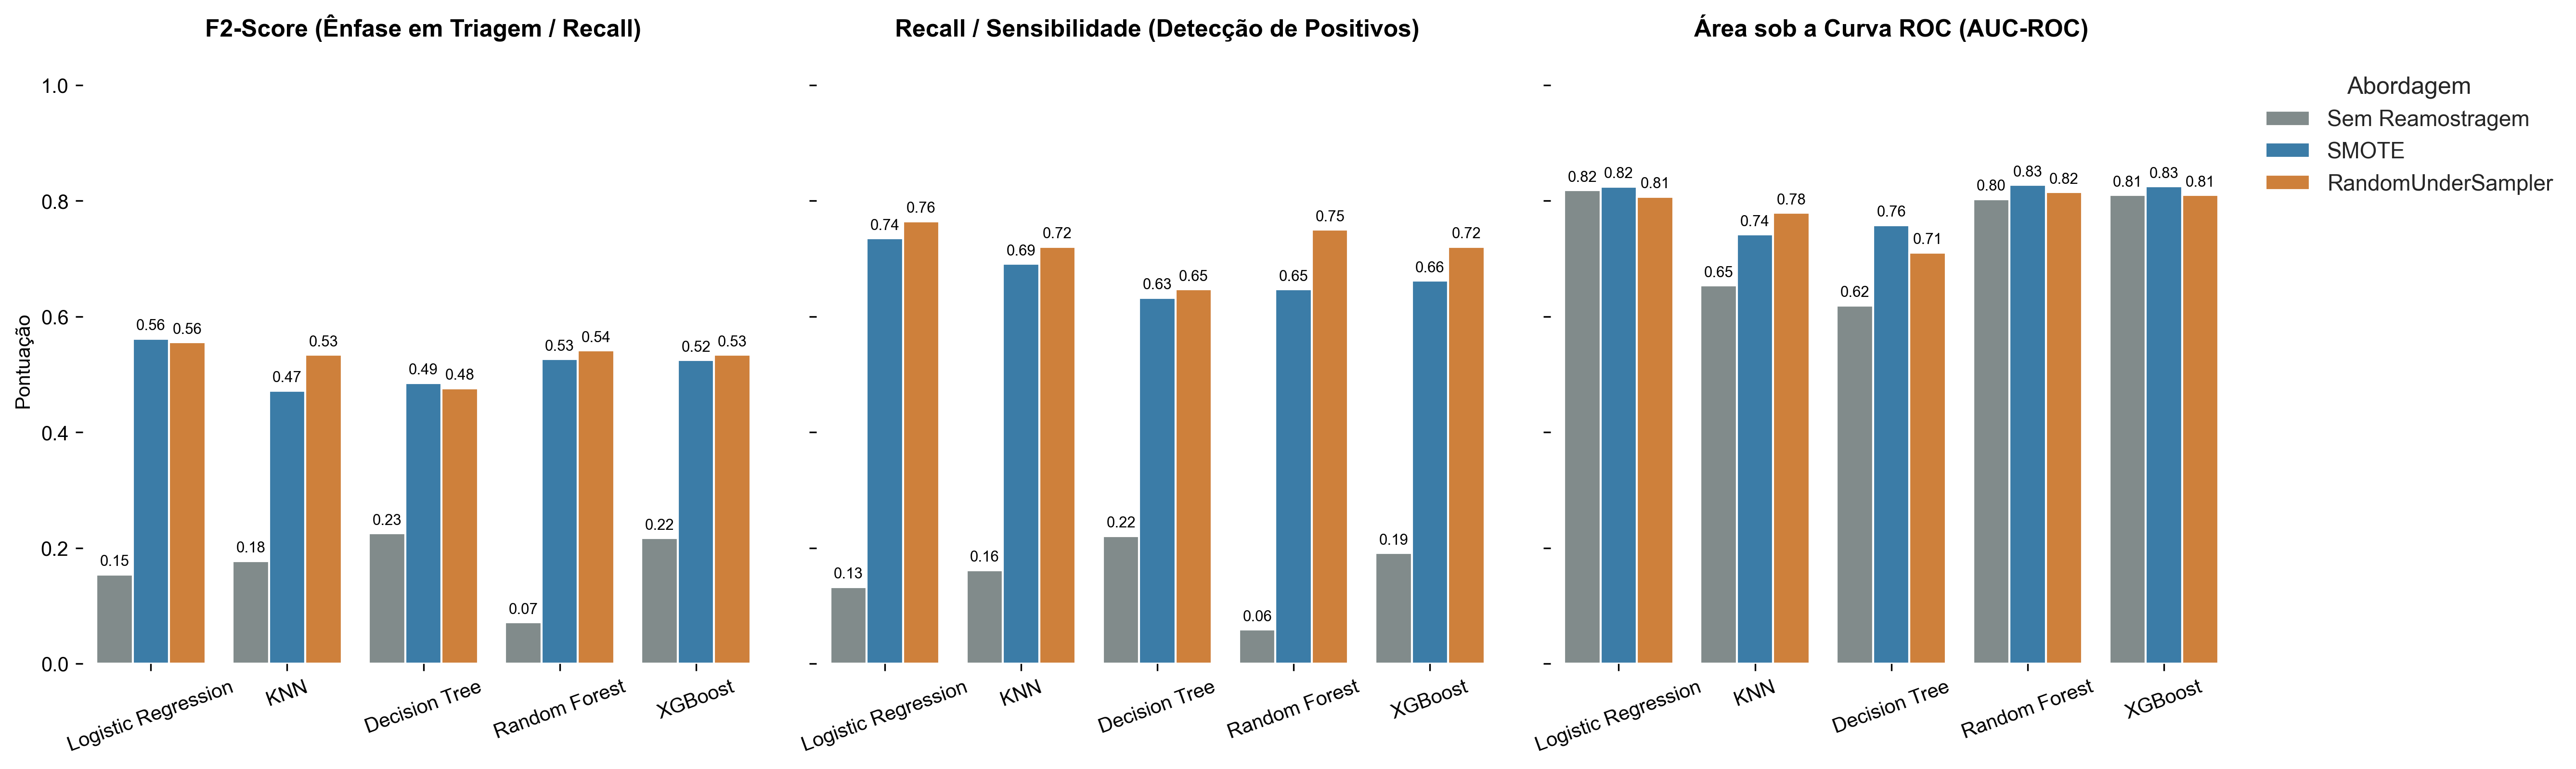 F2-Score (Ênfase em Triagem / Recall)
Pontuação
1.0
0.8
0.6
0.4
0.2
0.0
0.15
0.56
0.56
0.18
0.47
0.53
0.23
0.49
0.48
0.07
0.53
0.54
0.22
0.52
0.53
Logistic Regression
KNN
Decision Tree
Random Forest
XGBoost
Recall / Sensibilidade (Detecção de Positivos)
0.13
0.74
0.76
0.16
0.69
0.72
0.22
0.63
0.65
0.06
0.65
0.75
0.19
0.66
0.72
Logistic Regression
KNN
Decision Tree
Random Forest
XGBoost
Área sob a Curva ROC (AUC-ROC)
0.82
0.82
0.81
0.65
0.74
0.78
0.62
0.76
0.71
0.80
0.83
0.82
0.81
0.83
0.81
Logistic Regression
KNN
Decision Tree
Random Forest
XGBoost
Abordagem
Sem Reamostragem
SMOTE
RandomUnderSampler